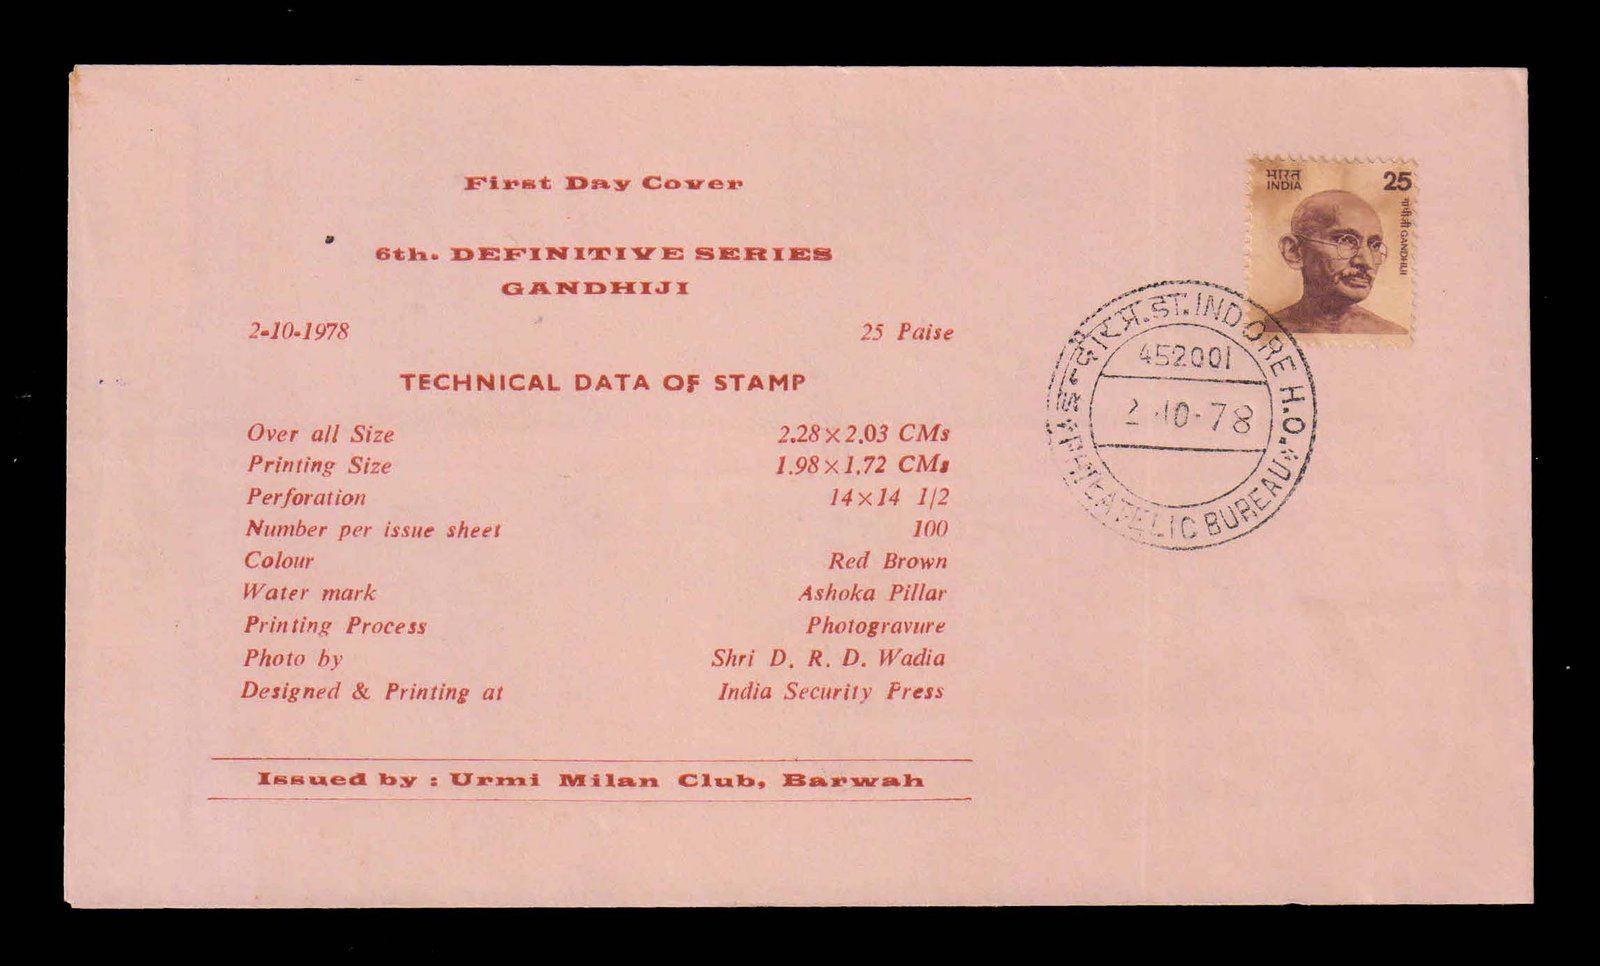 First Day Cover
6th. DEFINITIVE SERIES
GANDHIJI
2-10-1978 25 Paise
TECHNICAL DATA OF STAMP
Over all Size 2.28×2.03 CMs
Printing Size 1.98×1.72 CMs
Perforation 14×14 1/2
Number per issue sheet 100
Colour Red Brown
Water mark Ashoka Pillar
Printing Process Photogravure
Photo by Shri D. R. D. Wadia
Designed & Printing at India Security Press
Issued by : Urmi Milan Club, Barwah
भारत 25
INDIA
गांधीजी GANDHIJI
प्र.डा. INDORE H.O.
452001
2-10-78
PHILATELIC BUREAU